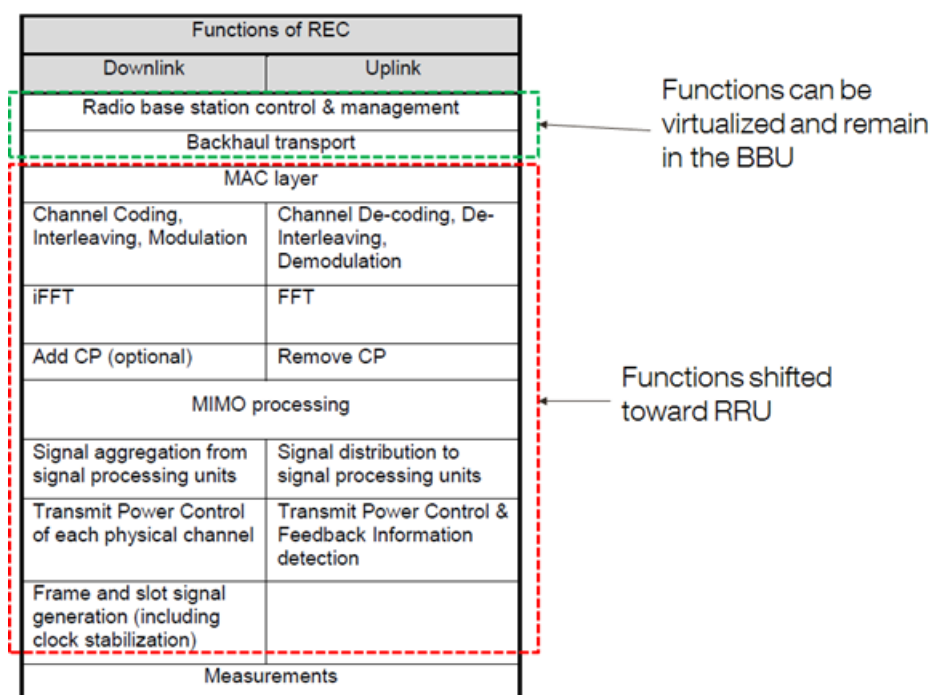 Functions of REC
Downlink
Uplink
Radio base station control & management
Backhaul transport
MAC layer
Channel Coding,
Interleaving, Modulation
Channel De-coding, De-
Interleaving,
Demodulation
iFFT
FFT
Add CP (optional)
Remove CP
MIMO processing
Signal aggregation from
signal processing units
Signal distribution to
signal processing units
Transmit Power Control
of each physical channel
Transmit Power Control &
Feedback Information
detection
Frame and slot signal
generation (including
clock stabilization)
Measurements
Functions can be
virtualized and remain
in the BBU
Functions shifted
toward RRU